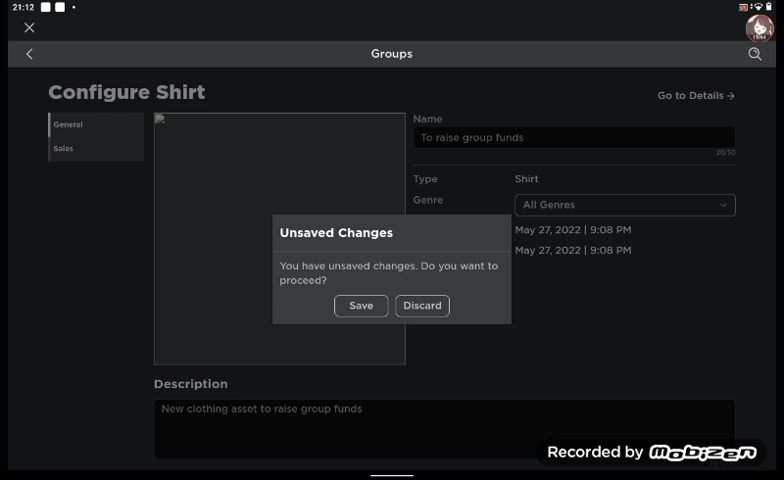 21:12
Groups
Configure Shirt
Go to Details →
General
Sales
Name
To raise group funds
20/50
Type
Shirt
Genre
All Genres
May 27, 2022 | 9:08 PM
May 27, 2022 | 9:08 PM
Unsaved Changes
You have unsaved changes. Do you want to
proceed?
Save
Discard
Description
New clothing asset to raise group funds
Recorded by Mobizen